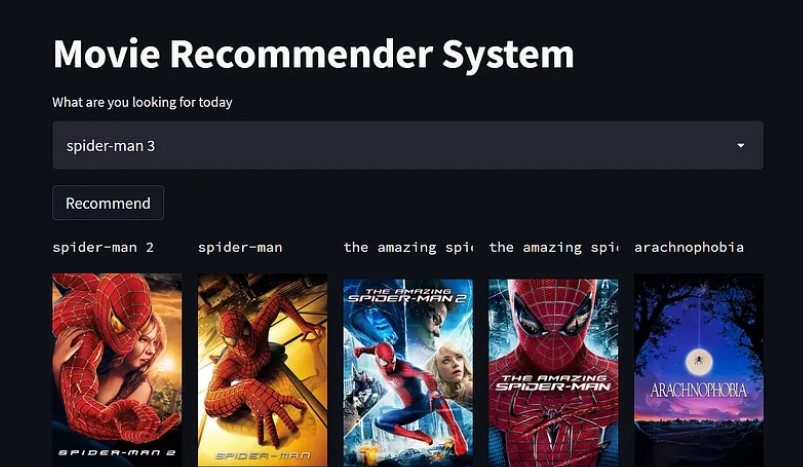 Movie Recommender System
What are you looking for today
spider-man 3
Recommend
spider-man 2
spider-man
the amazing spi
the amazing spi
arachnophobia
SPIDER-MAN 2
SPIDER-MAN
THE AMAZING
SPIDER-MAN 2
THE AMAZING
SPIDER-MAN
ARACHNOPHOBIA